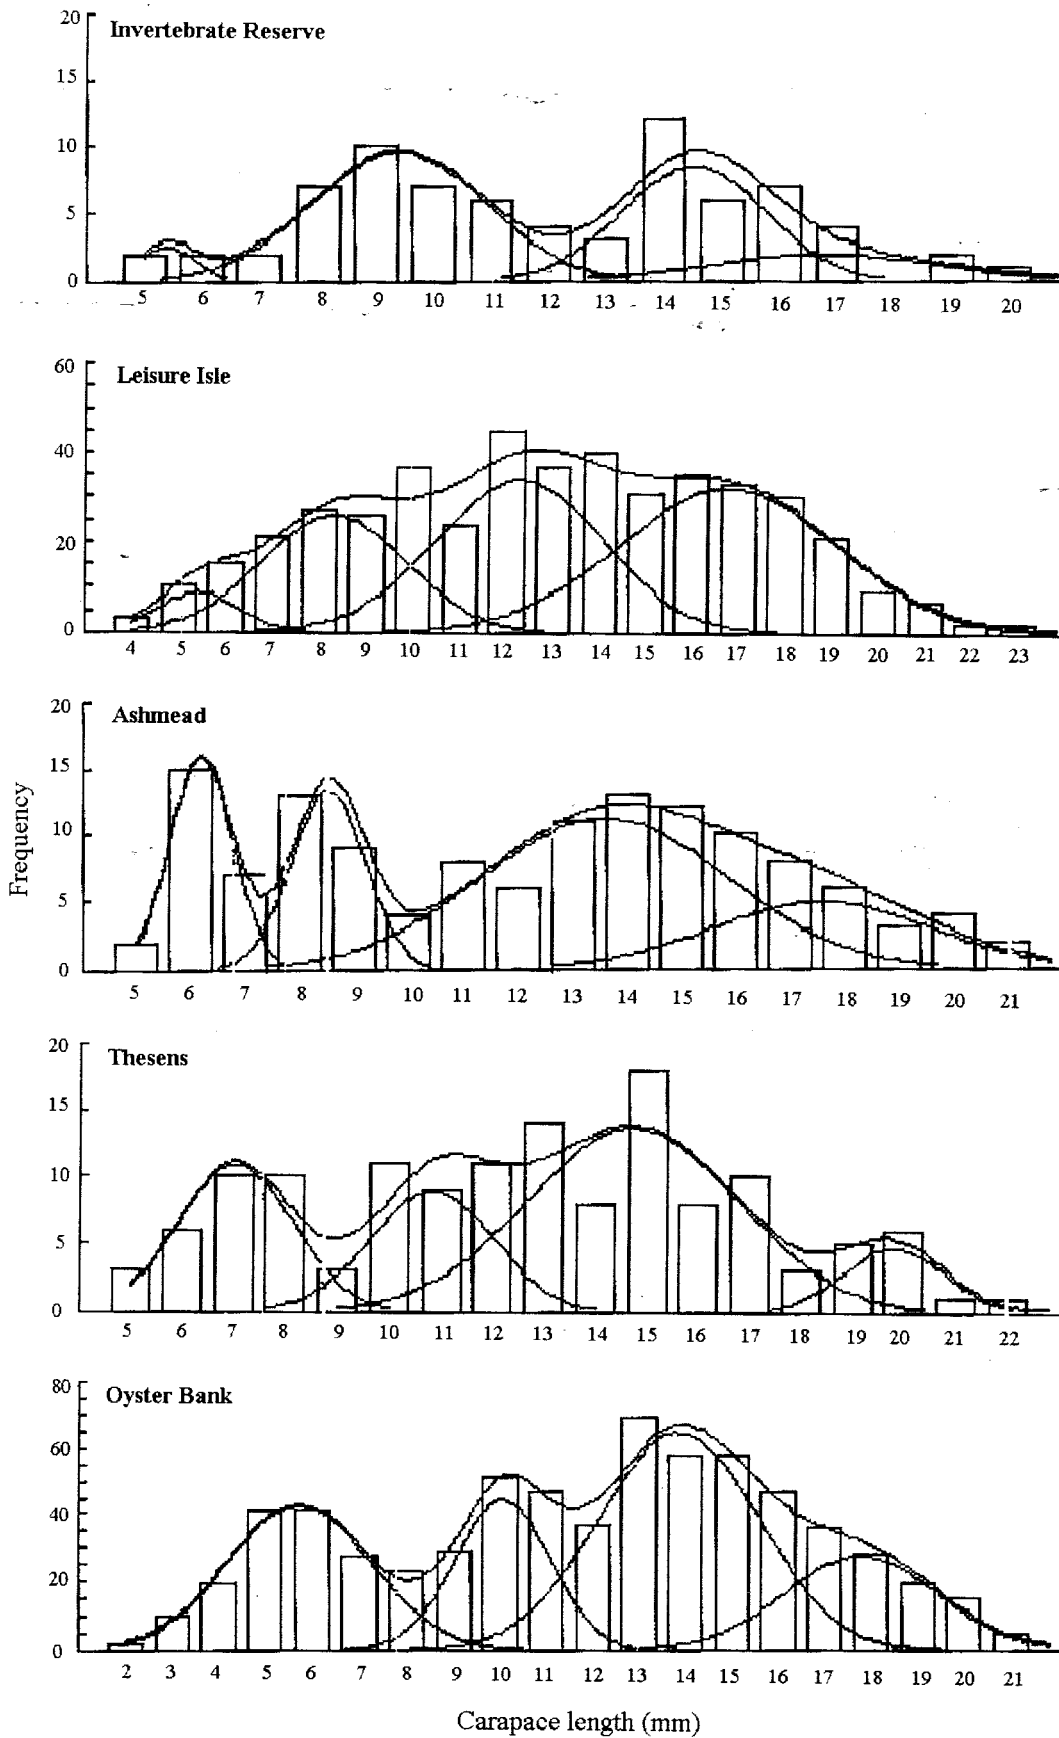 Invertebrate Reserve
20
15
10
5
0
5 6 7 8 9 10 11 12 13 14 15 16 17 18 19 20
Leisure Isle
60
40
20
0
4 5 6 7 8 9 10 11 12 13 14 15 16 17 18 19 20 21 22 23
Ashmead
20
15
10
5
0
5 6 7 8 10 11 12 13 14 15 16 17 18 19 20 21
Frequency
Thesens
20
15
10
5
0
5 6 7 8 9 10 11 12 13 14 15 16 17 18 19 20 21 22
Oyster Bank
80
60
40
20
0
2 3 4 5 6 7 8 9 10 11 12 13 14 15 16 17 18 19 20 21
Carapace length (mm)